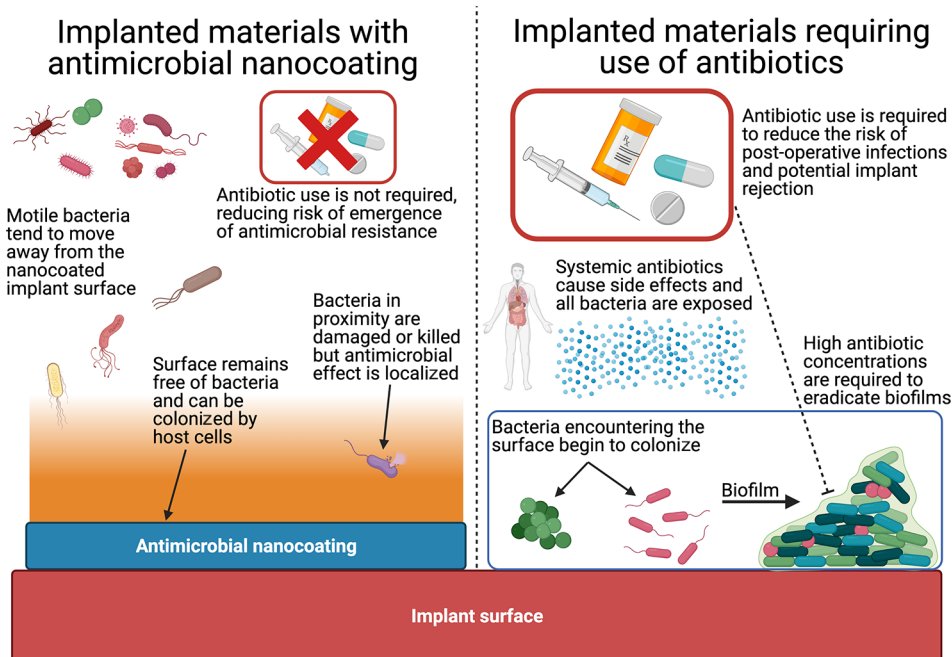 Implanted materials with
antimicrobial nanocoating
Antibiotic use is not required,
reducing risk of emergence
of antimicrobial resistance
Motile bacteria
tend to move
away from the
nanocoated
implant surface
Bacteria in
proximity are
damaged or killed
but antimicrobial
effect is localized
Surface remains
free of bacteria
and can be
colonized by
host cells
Antimicrobial nanocoating
Implanted materials requiring
use of antibiotics
Rx
Antibiotic use is required
to reduce the risk of
post-operative infections
and potential implant
rejection
Systemic antibiotics
cause side effects and
all bacteria are exposed
High antibiotic
concentrations
are required to
eradicate biofilms
Bacteria encountering the
surface begin to colonize
Biofilm
Implant surface